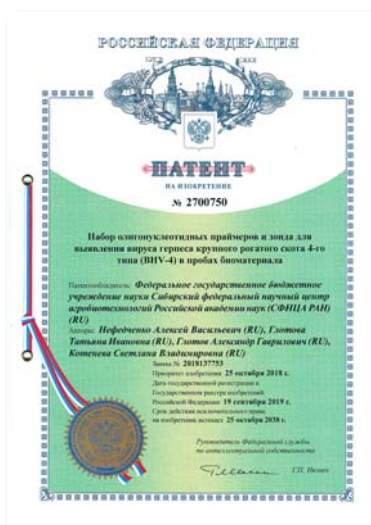 РОССИЙСКАЯ ФЕДЕРАЦИЯ
ПАТЕНТ
НА ИЗОБРЕТЕНИЕ
№ 2700750
Набор олигонуклеотидных праймеров и зонда для
выявления вируса герпеса крупного рогатого скота 4-го
типа (BHV-4) в пробах биоматериала
Патентообладатель: Федеральное государственное бюджетное
учреждение науки Сибирский федеральный научный центр
агробиотехнологий Российской академии наук (СФНЦА РАН)
(RU)
Авторы: Нефедченко Алексей Васильевич (RU), Глотова
Татьяна Ивановна (RU), Глотов Александр Гаврилович (RU),
Котенева Светлана Владимировна (RU)
Заявка № 2018137753
Приоритет изобретения 25 октября 2018 г.
Дата государственной регистрации в
Государственном реестре изобретений
Российской Федерации 19 сентября 2019 г.
Срок действия исключительного права
на изобретение истекает 25 октября 2038 г.
Руководитель Федеральной службы
по интеллектуальной собственности
Г.П. Ивлиев